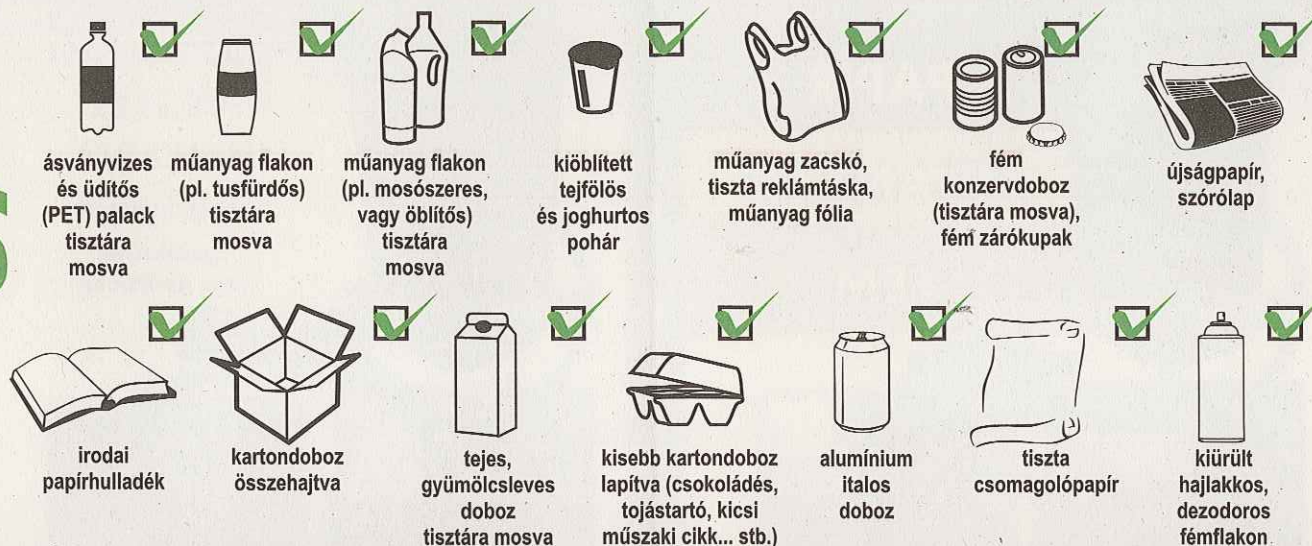 ásványvizes
és üdítős
(PET) palack
tisztára
mosva
műanyag flakon
(pl. tusfürdős)
tisztára
mosva
műanyag flakon
(pl. mosószeres,
vagy öblítős)
tisztára
mosva
kiöblített
tejfölös
és joghurtos
pohár
műanyag zacskó,
tiszta reklámtáska,
műanyag fólia
fém
konzervdoboz
(tisztára mosva),
fém zárókupak
újságpapír,
szórólap
irodai
papírhulladék
kartondoboz
összehajtva
tejes,
gyümölcsleves
doboz
tisztára mosva
kisebb kartondoboz
lapítva (csokoládés,
tojástartó, kicsi
műszaki cikk... stb.)
alumínium
italos
doboz
tiszta
csomagolópapír
kiürült
hajlakkos,
dezodoros
fémflakon